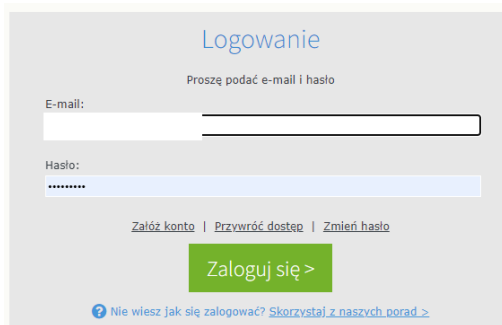 Logowanie
Proszę podać e-mail i hasło
E-mail:
Hasło:
•••••••••
Załóż konto | Przywróć dostęp | Zmień hasło
Zaloguj się >
? Nie wiesz jak się zalogować? Skorzystaj z naszych porad >